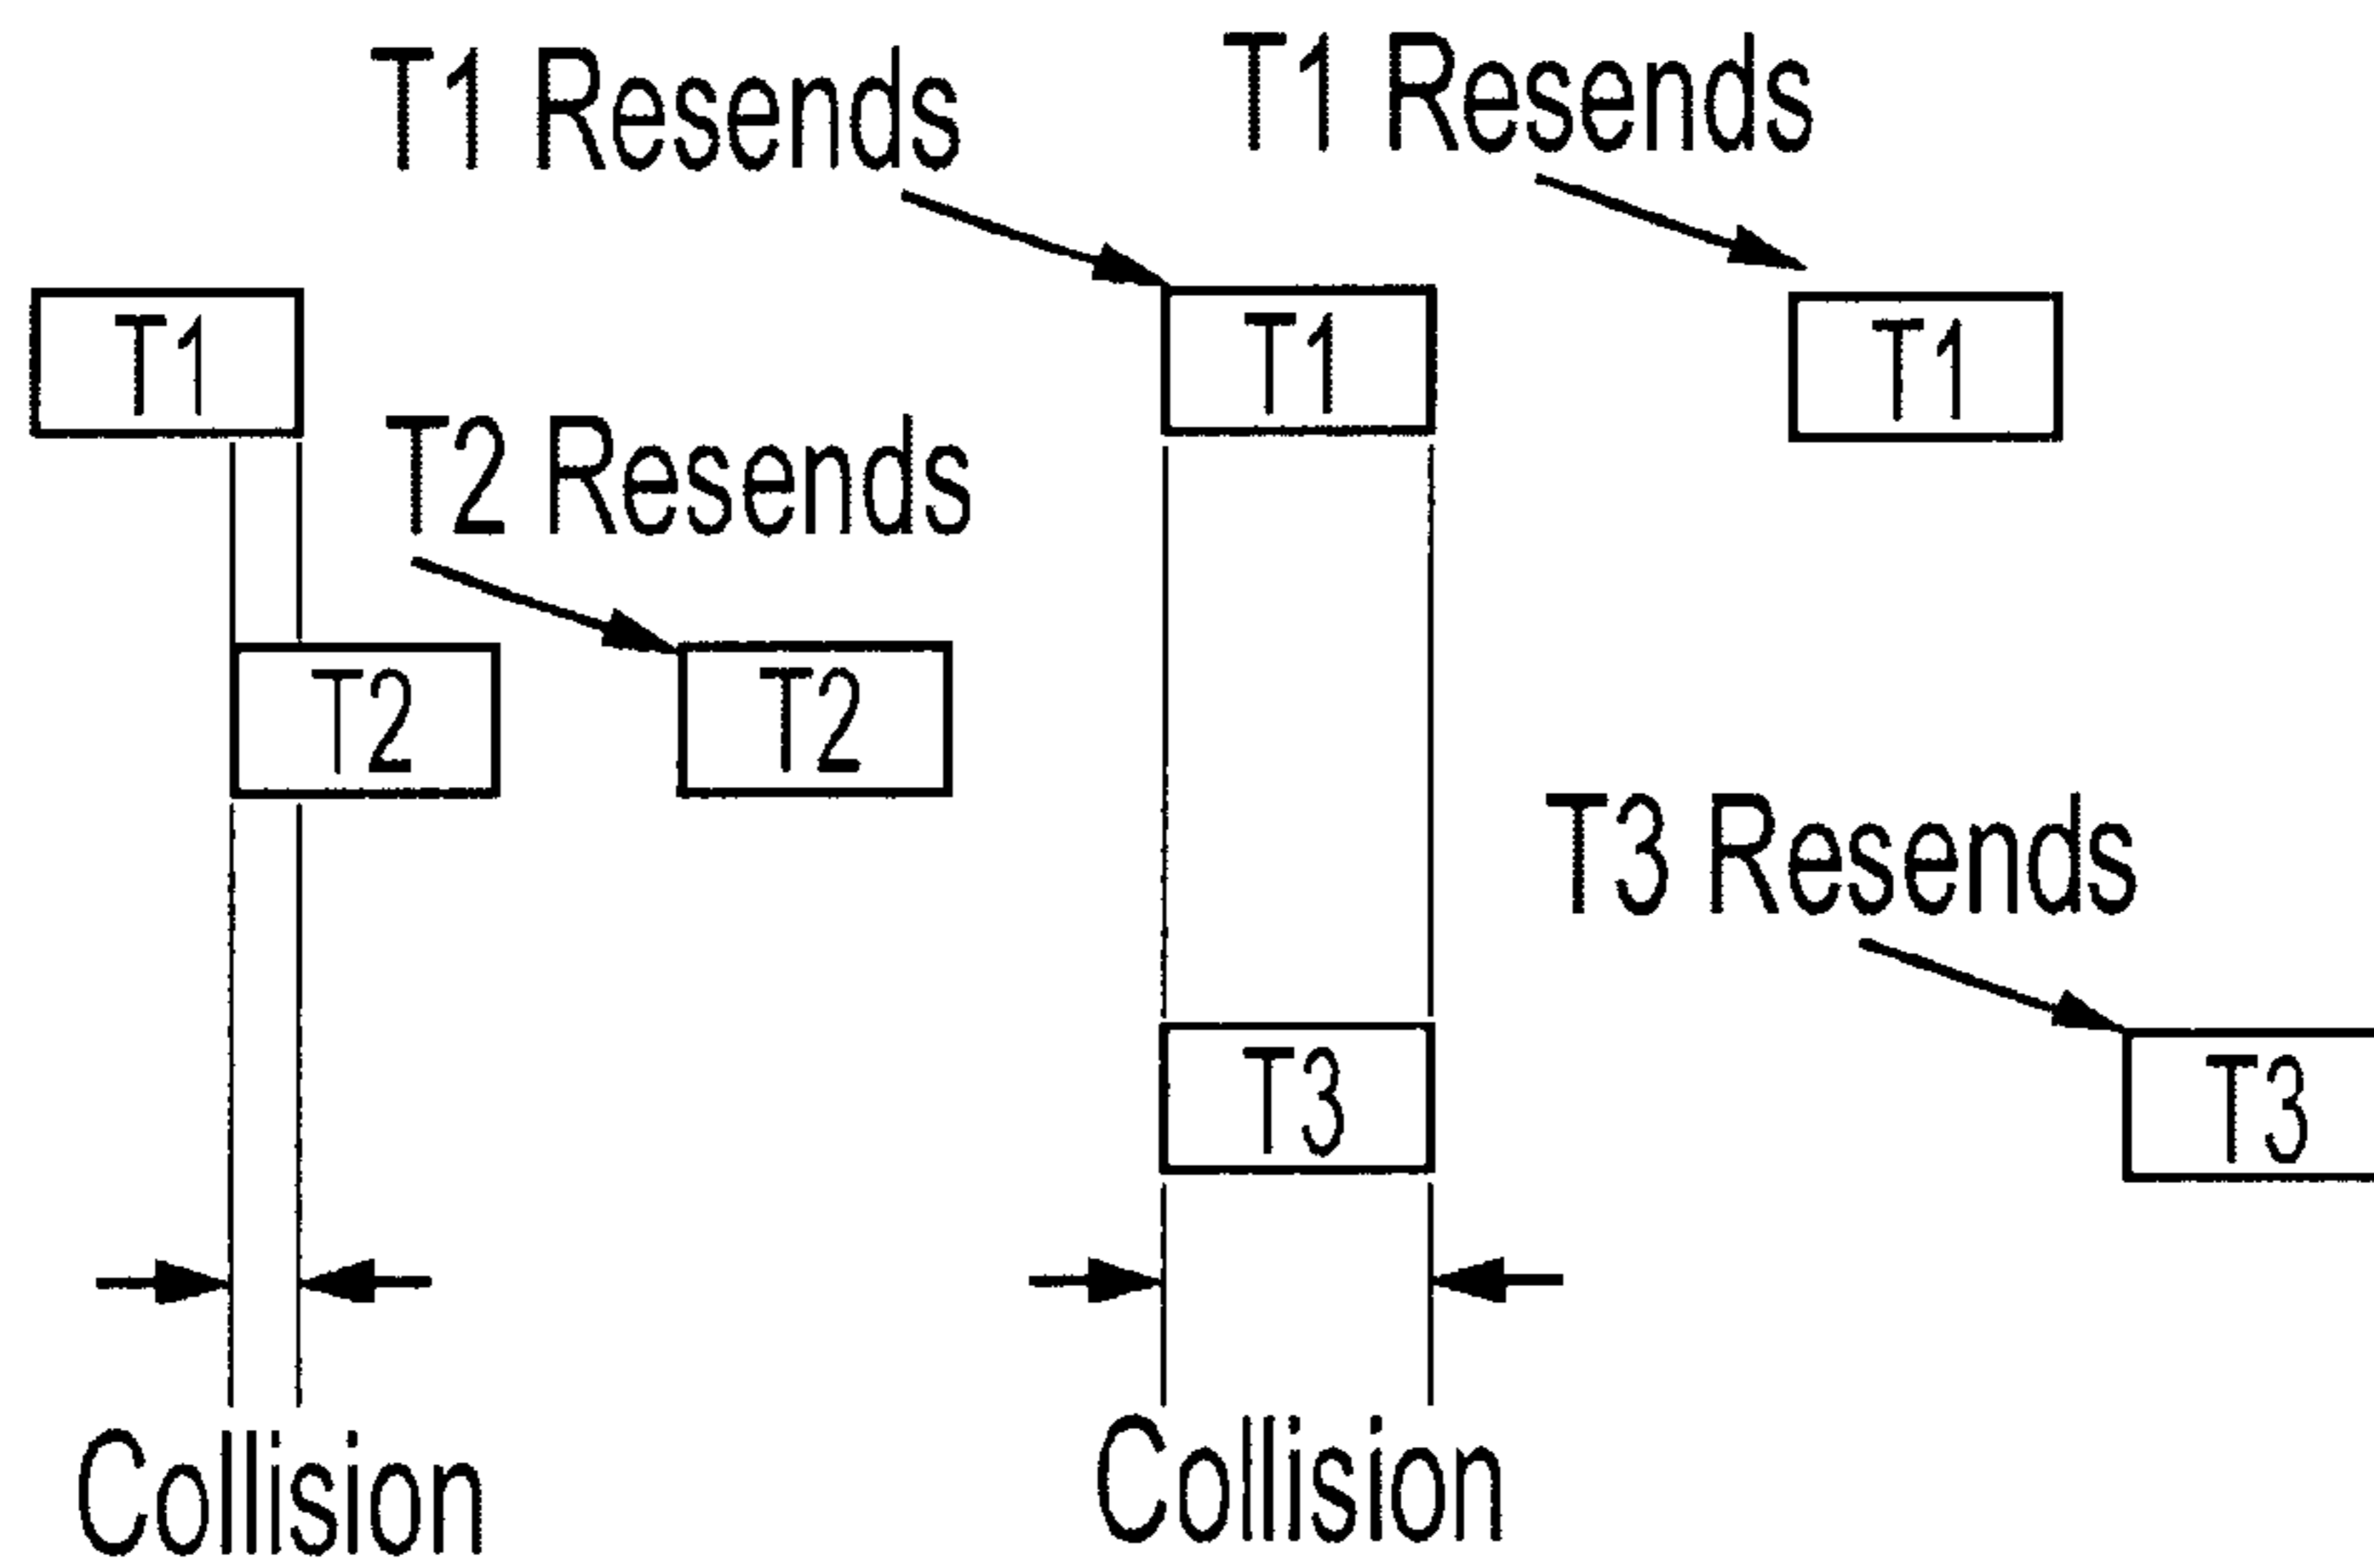 T1 Resends
T1 Resends
T1
T1
T1
T2 Resends
T2
T2
T3 Resends
T3
T3
Collision
Collision